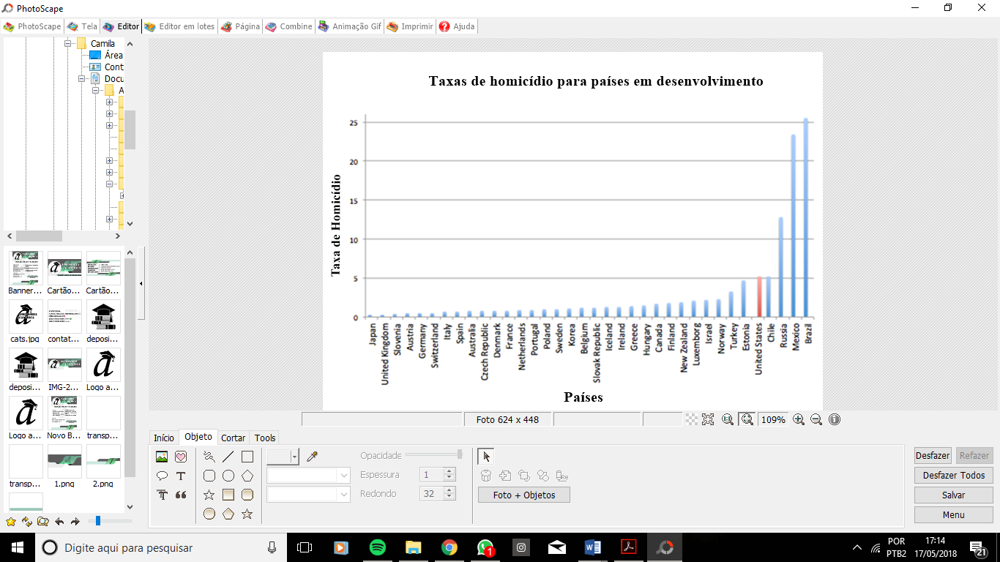 PhotoScape
PhotoScape Tela Editor Editor em lotes Página Combine Animação Gif Imprimir Ajuda
Camila
Área
Cont
Docu
A
Banner... Cartão... Cartão...
cats.jpg contat... deposi...
deposi... IMG-2... Logo a...
Logo a... Novo B... transp...
transp... 1.png 2.png
Taxas de homicídio para países em desenvolvimento
Taxa de Homicídio
25
20
15
10
5
0
Japan
United Kingdom
Slovenia
Austria
Germany
Switzerland
Italy
Spain
Australia
Czech Republic
Denmark
France
Netherlands
Portugal
Poland
Sweden
Korea
Belgium
Slovak Republic
Iceland
Ireland
Greece
Hungary
Canada
Finland
New Zealand
Luxemborg
Israel
Norway
Turkey
Estonia
United States
Chile
Russia
Mexico
Brazil
Países
Foto 624 x 448
109%
Início Objeto Cortar Tools
Opacidade
Espessura 1
Redondo 32
Foto + Objetos
Desfazer Refazer
Desfazer Todos
Salvar
Menu
Digite aqui para pesquisar
1
POR
PTB2
17:14
17/05/2018
21